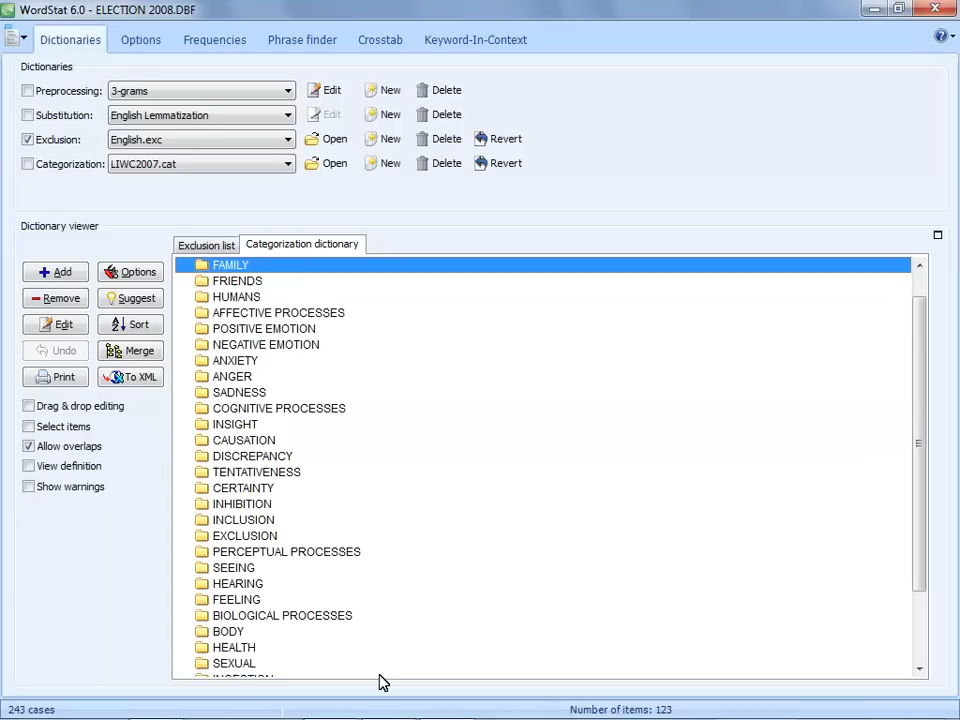 WordStat 6.0 - ELECTION 2008.DBF
Dictionaries Options Frequencies Phrase finder Crosstab Keyword-In-Context
Dictionaries
Preprocessing: 3-grams Edit New Delete
Substitution: English Lemmatization Edit New Delete
Exclusion: English.exc Open New Delete Revert
Categorization: LIWC2007.cat Open New Delete Revert
Dictionary viewer
Exclusion list Categorization dictionary
Add Options
Remove Suggest
Edit Sort
Undo Merge
Print To XML
Drag & drop editing
Select items
Allow overlaps
View definition
Show warnings
FAMILY
FRIENDS
HUMANS
AFFECTIVE PROCESSES
POSITIVE EMOTION
NEGATIVE EMOTION
ANXIETY
ANGER
SADNESS
COGNITIVE PROCESSES
INSIGHT
CAUSATION
DISCREPANCY
TENTATIVENESS
CERTAINTY
INHIBITION
INCLUSION
EXCLUSION
PERCEPTUAL PROCESSES
SEEING
HEARING
FEELING
BIOLOGICAL PROCESSES
BODY
HEALTH
SEXUAL
243 cases Number of items: 123